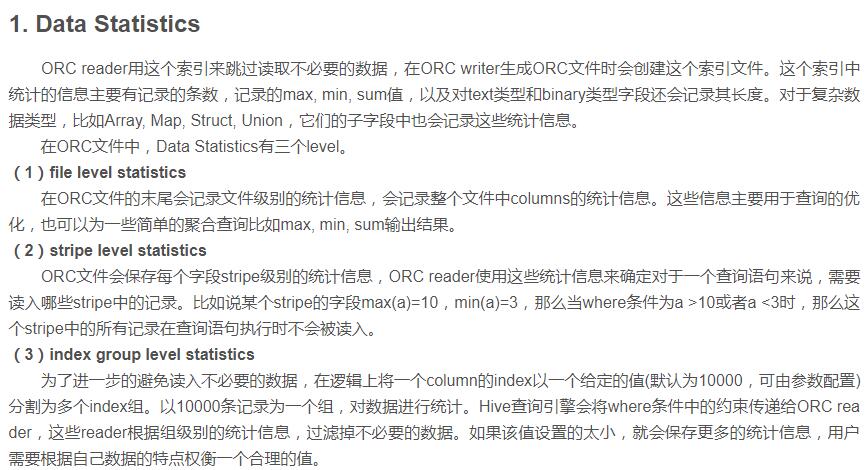 1. Data Statistics
ORC reader用这个索引来跳过读取不必要的数据，在ORC writer生成ORC文件时会创建这个索引文件。这个索引中
统计的信息主要有记录的条数，记录的max, min, sum值，以及对text类型和binary类型字段还会记录其长度。对于复杂数
据类型，比如Array, Map, Struct, Union，它们的子字段中也会记录这些统计信息。
在ORC文件中，Data Statistics有三个level。
（1）file level statistics
在ORC文件的末尾会记录文件级别的统计信息，会记录整个文件中columns的统计信息。这些信息主要用于查询的优
化，也可以为一些简单的聚合查询比如max, min, sum输出结果。
（2）stripe level statistics
ORC文件会保存每个字段stripe级别的统计信息，ORC reader使用这些统计信息来确定对于一个查询语句来说，需要
读入哪些stripe中的记录。比如说某个stripe的字段max(a)=10，min(a)=3，那么当where条件为a >10或者a <3时，那么这
个stripe中的所有记录在查询语句执行时不会被读入。
（3）index group level statistics
为了进一步的避免读入不必要的数据，在逻辑上将一个column的index以一个给定的值(默认为10000，可由参数配置)
分割为多个index组。以10000条记录为一个组，对数据进行统计。Hive查询引擎会将where条件中的约束传递给ORC rea
der，这些reader根据组级别的统计信息，过滤掉不必要的数据。如果该值设置的太小，就会保存更多的统计信息，用户
需要根据自己数据的特点权衡一个合理的值。